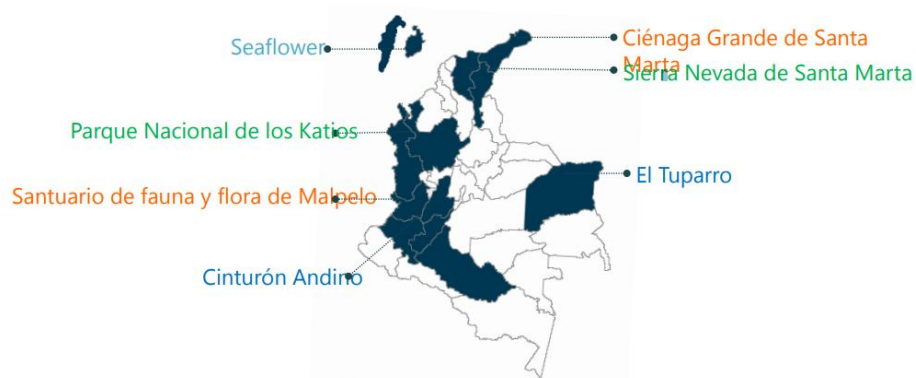 Seaflower
Ciénaga Grande de Santa
Marta
Sierra Nevada de Santa Marta
Parque Nacional de los Katios
El Tuparro
Santuario de fauna y flora de Malpelo
Cinturón Andino